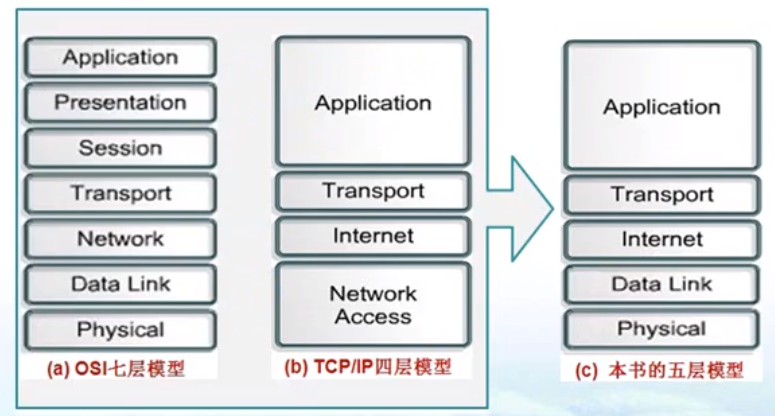 Application
Presentation
Session
Transport
Network
Data Link
Physical
(a) OSI七层模型
Application
Transport
Internet
Network
Access
(b) TCP/IP四层模型
Application
Transport
Internet
Data Link
Physical
(c) 本书的五层模型